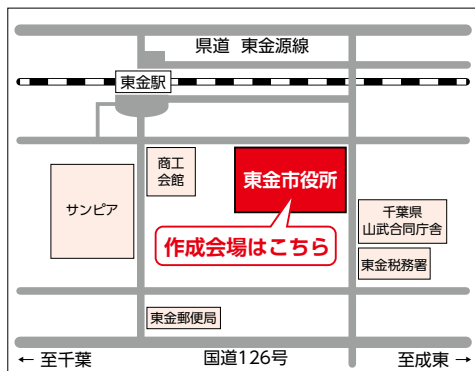 県道 東金源線
東金駅
商工
会館
東金市役所
サンピア
千葉県
山武合同庁舎
作成会場はこちら
東金税務署
東金郵便局
← 至千葉
国道126号
至成東 →